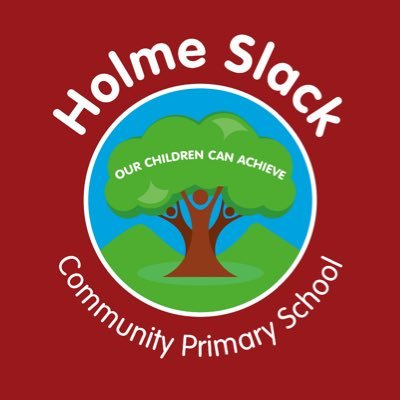 Holme Slack
OUR CHILDREN CAN ACHIEVE
Community Primary School